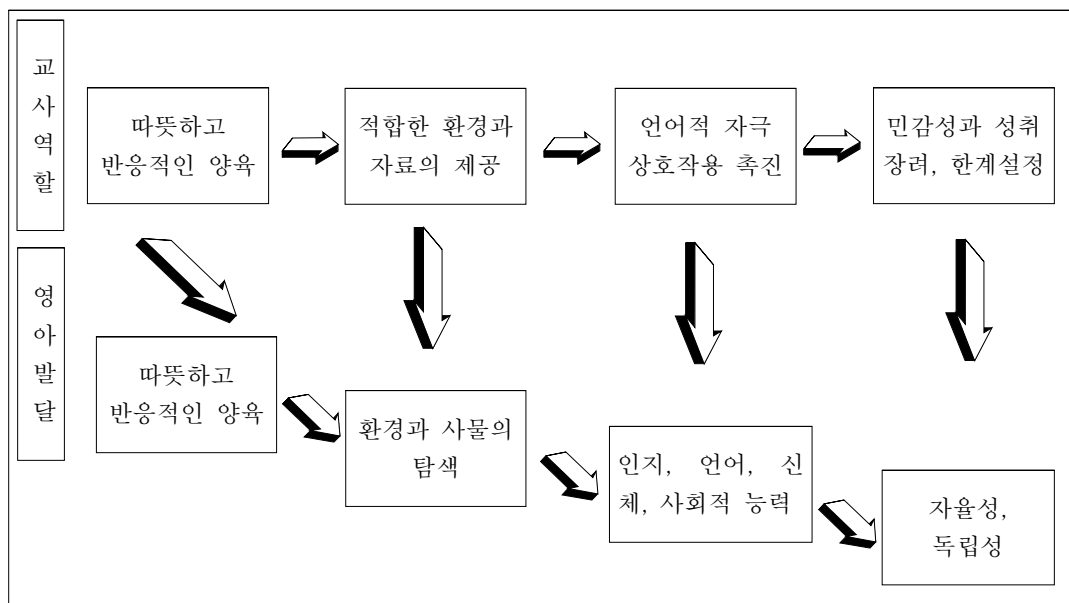 교사역할
따뜻하고
반응적인 양육
적합한 환경과
자료의 제공
언어적 자극
상호작용 촉진
민감성과 성취
장려, 한계설정
영아발달
따뜻하고
반응적인 양육
환경과 사물의
탐색
인지, 언어, 신
체, 사회적 능력
자율성,
독립성